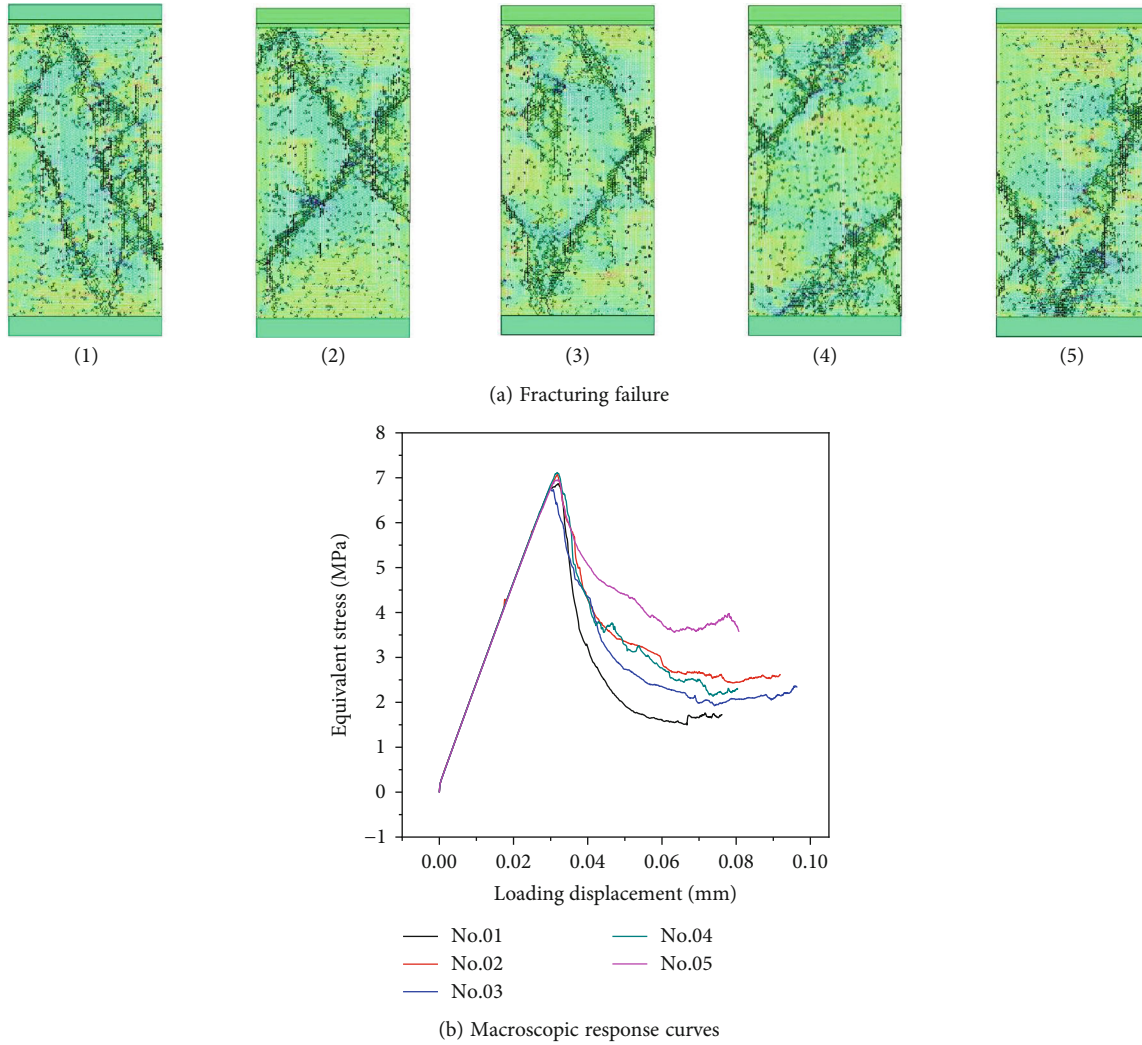 (1) (2) (3) (4) (5)
(a) Fracturing failure
8
7
6
5
4
3
2
1
0
−1
Equivalent stress (MPa)
0.00 0.02 0.04 0.06 0.08 0.10
Loading displacement (mm)
No.01 No.04
No.02 No.05
No.03
(b) Macroscopic response curves